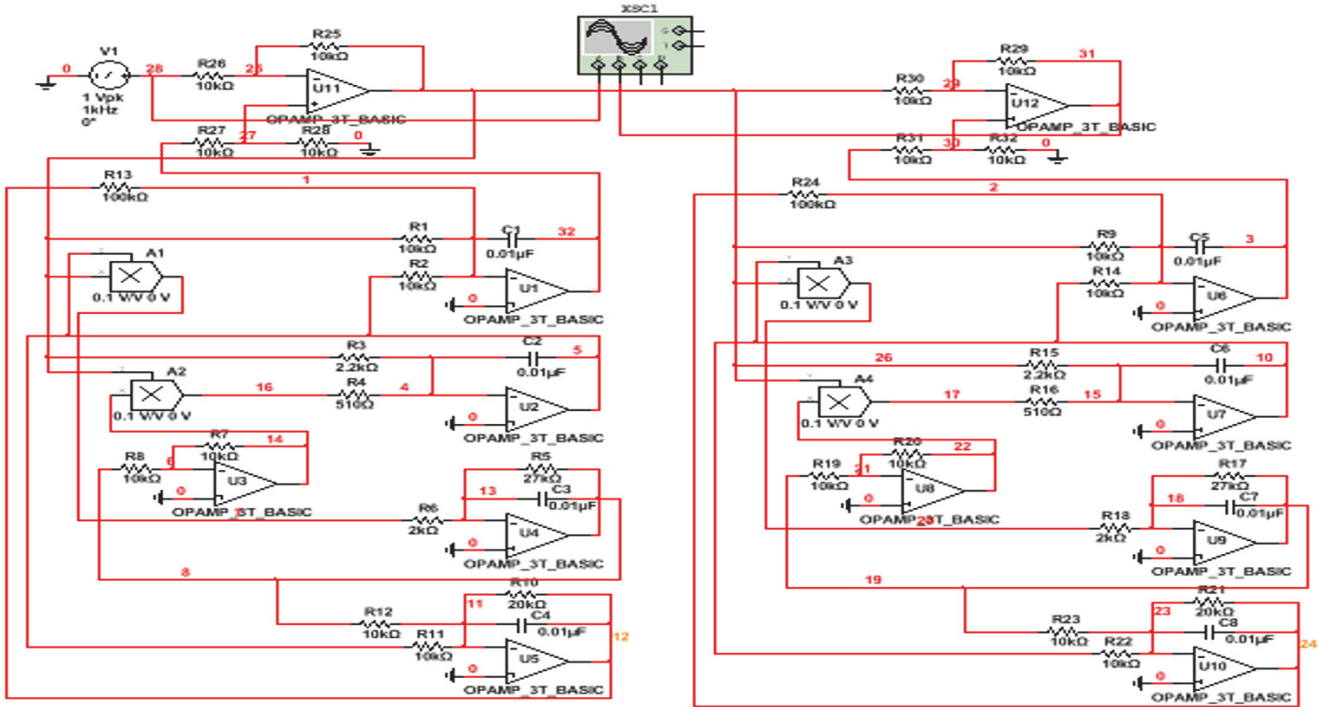 XSC1
V1
0
28
1 Vpk
1kHz
0°
R26
10kΩ
25
R25
10kΩ
U11
OPAMP_3T_BASIC
R27
10kΩ
27
R28
10kΩ
0
R13
100kΩ
1
R1
10kΩ
C1
0.01µF
32
R2
10kΩ
0
U1
OPAMP_3T_BASIC
A1
0.1 V/V 0 V
R3
2.2kΩ
C2
0.01µF
5
A2
0.1 V/V 0 V
16
R4
510Ω
4
0
U2
OPAMP_3T_BASIC
R7
10kΩ
14
R8
10kΩ
6
0
U3
OPAMP_3T_BASIC
R5
27kΩ
13
C3
0.01µF
R6
2kΩ
0
U4
OPAMP_3T_BASIC
8
R10
20kΩ
11
C4
0.01µF
R12
10kΩ
R11
10kΩ
12
0
U5
OPAMP_3T_BASIC
R29
10kΩ
31
R30
10kΩ
29
U12
OPAMP_3T_BASIC
R31
10kΩ
30
R32
10kΩ
0
R24
100kΩ
2
R9
10kΩ
C5
0.01µF
3
R14
10kΩ
0
U6
OPAMP_3T_BASIC
A3
0.1 V/V 0 V
26
R15
2.2kΩ
C6
0.01µF
10
A4
0.1 V/V 0 V
17
R16
510Ω
15
0
U7
OPAMP_3T_BASIC
R20
10kΩ
22
R19
10kΩ
21
0
U8
OPAMP_3T_BASIC
20
R17
27kΩ
18
C7
0.01µF
R18
2kΩ
0
U9
OPAMP_3T_BASIC
19
R21
20kΩ
23
C8
0.01µF
R23
10kΩ
R22
10kΩ
24
0
U10
OPAMP_3T_BASIC